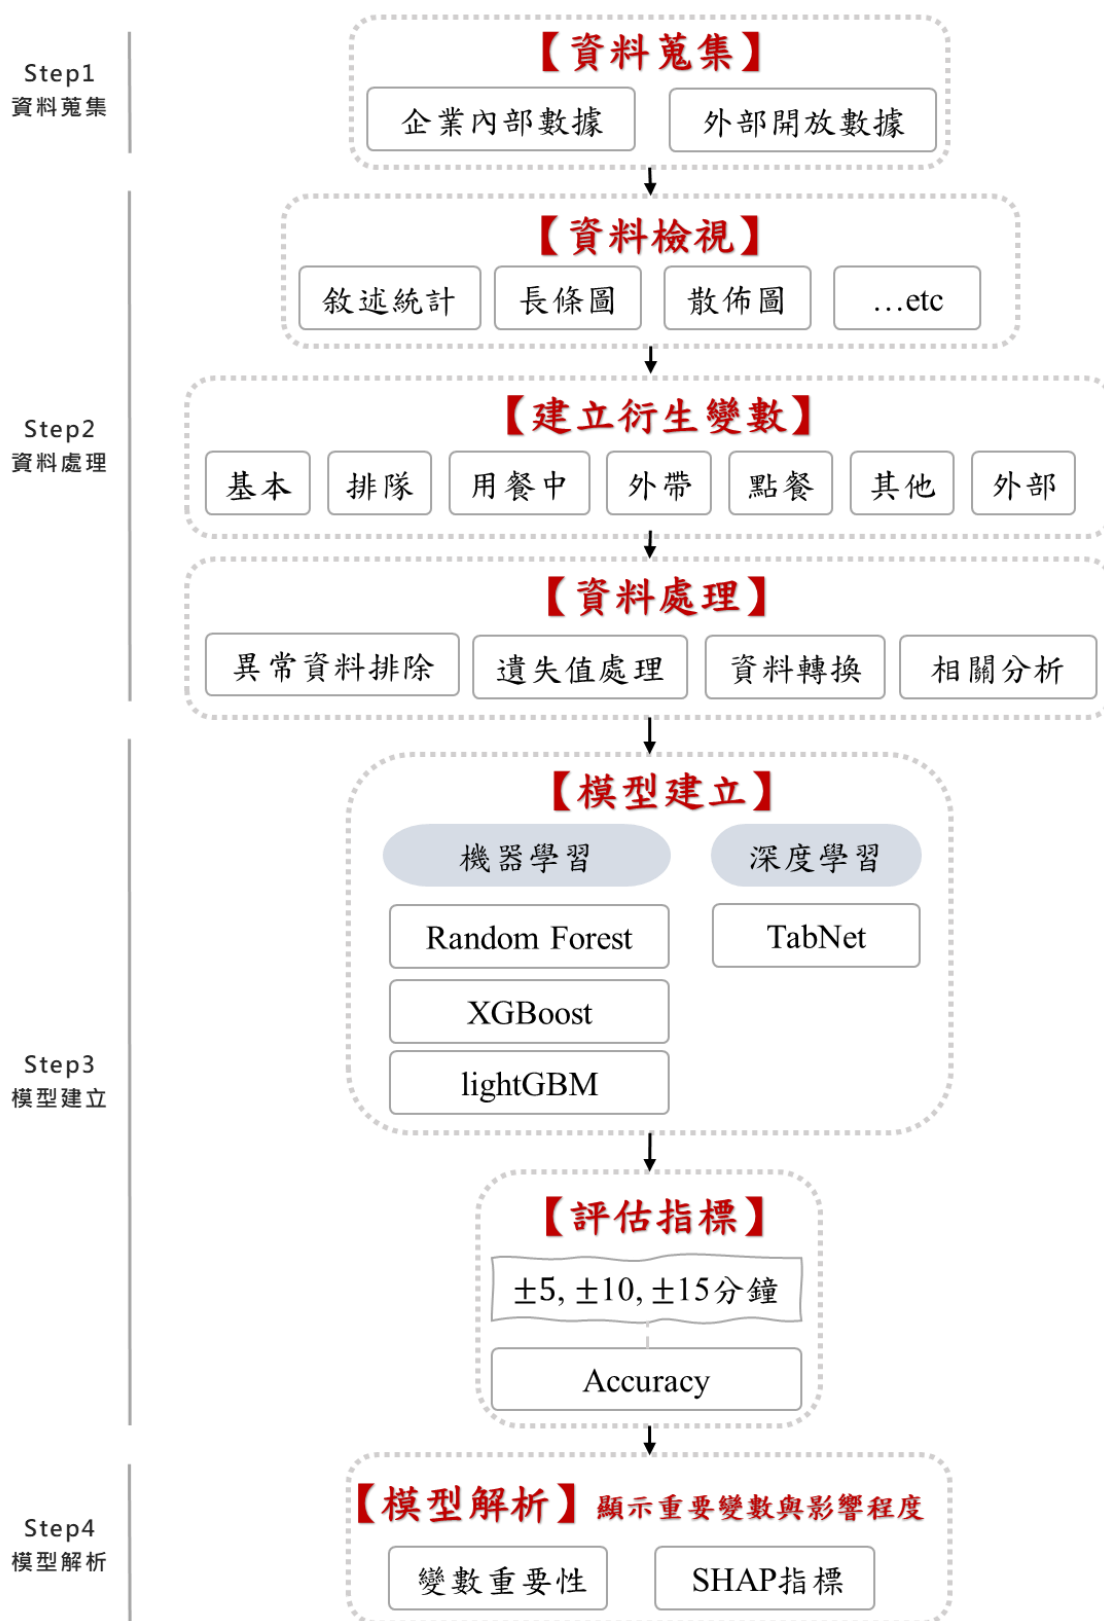 Step1
資料蒐集
【資料蒐集】
企業內部數據
外部開放數據
Step2
資料處理
【資料檢視】
敘述統計
長條圖
散佈圖
…etc
【建立衍生變數】
基本
排隊
用餐中
外帶
點餐
其他
外部
【資料處理】
異常資料排除
遺失值處理
資料轉換
相關分析
Step3
模型建立
【模型建立】
機器學習
深度學習
Random Forest
TabNet
XGBoost
lightGBM
【評估指標】
±5, ±10, ±15分鐘
Accuracy
Step4
模型解析
【模型解析】顯示重要變數與影響程度
變數重要性
SHAP指標